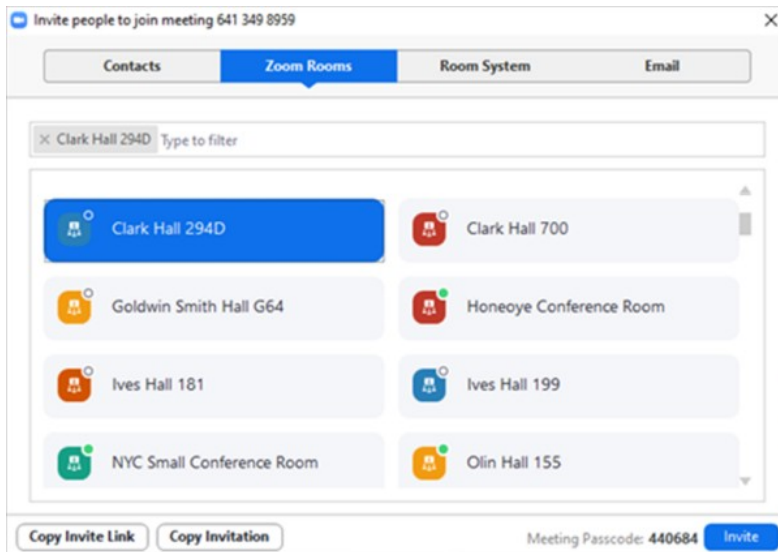 Invite people to join meeting 641 349 8959
Contacts
Zoom Rooms
Room System
Email
Clark Hall 294D Type to filter
Clark Hall 294D
Clark Hall 700
Goldwin Smith Hall G64
Honeoye Conference Room
Ives Hall 181
Ives Hall 199
NYC Small Conference Room
Olin Hall 155
Copy Invite Link
Copy Invitation
Meeting Passcode: 440684
Invite